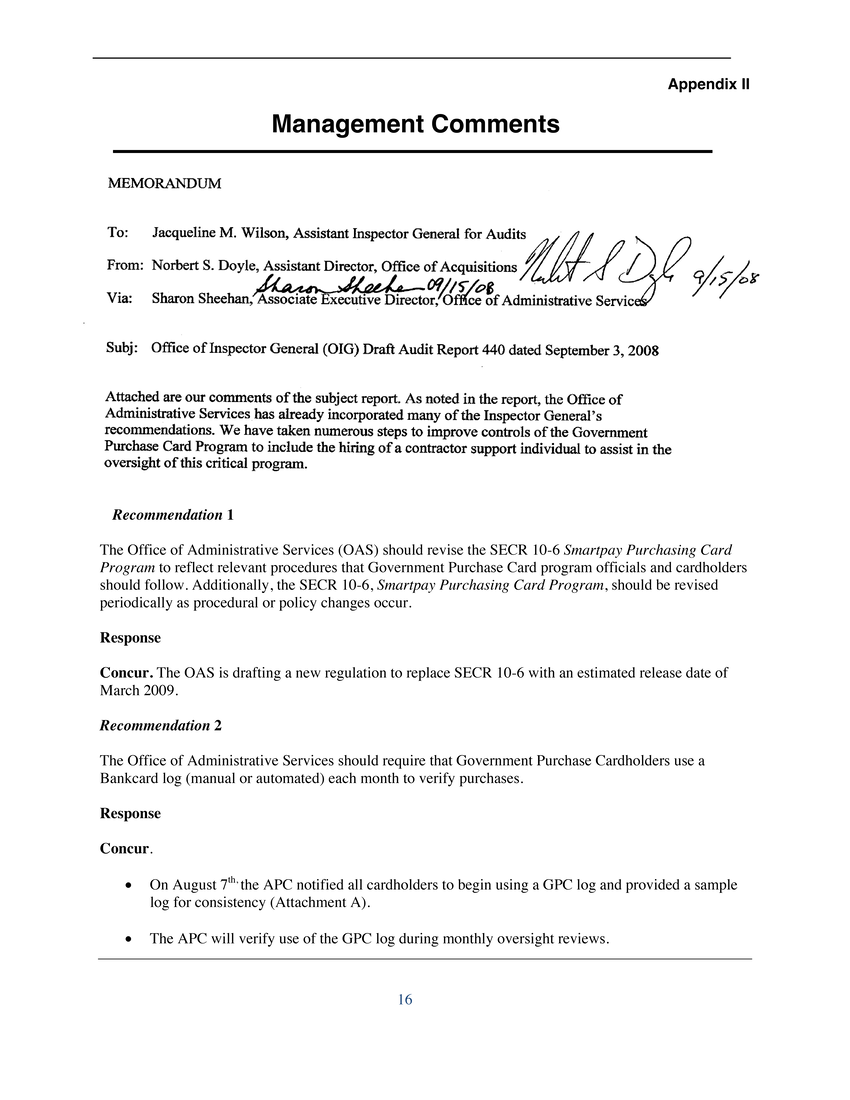 Appendix II
Management Comments
MEMORANDUM
To: Jacqueline M. Wilson, Assistant Inspector General for Audits
From: Norbert S. Doyle, Assistant Director, Office of Acquisitions
Norbert S Doyle 9/15/08
Sharon Sheehan 09/15/08
Via: Sharon Sheehan, Associate Executive Director, Office of Administrative Services
Subj: Office of Inspector General (OIG) Draft Audit Report 440 dated September 3, 2008
Attached are our comments of the subject report. As noted in the report, the Office of
Administrative Services has already incorporated many of the Inspector General's
recommendations. We have taken numerous steps to improve controls of the Government
Purchase Card Program to include the hiring of a contractor support individual to assist in the
oversight of this critical program.
Recommendation 1
The Office of Administrative Services (OAS) should revise the SECR 10-6 Smartpay Purchasing Card
Program to reflect relevant procedures that Government Purchase Card program officials and cardholders
should follow. Additionally, the SECR 10-6, Smartpay Purchasing Card Program, should be revised
periodically as procedural or policy changes occur.
Response
Concur. The OAS is drafting a new regulation to replace SECR 10-6 with an estimated release date of
March 2009.
Recommendation 2
The Office of Administrative Services should require that Government Purchase Cardholders use a
Bankcard log (manual or automated) each month to verify purchases.
Response
Concur.
• On August 7th, the APC notified all cardholders to begin using a GPC log and provided a sample
log for consistency (Attachment A).
• The APC will verify use of the GPC log during monthly oversight reviews.
16